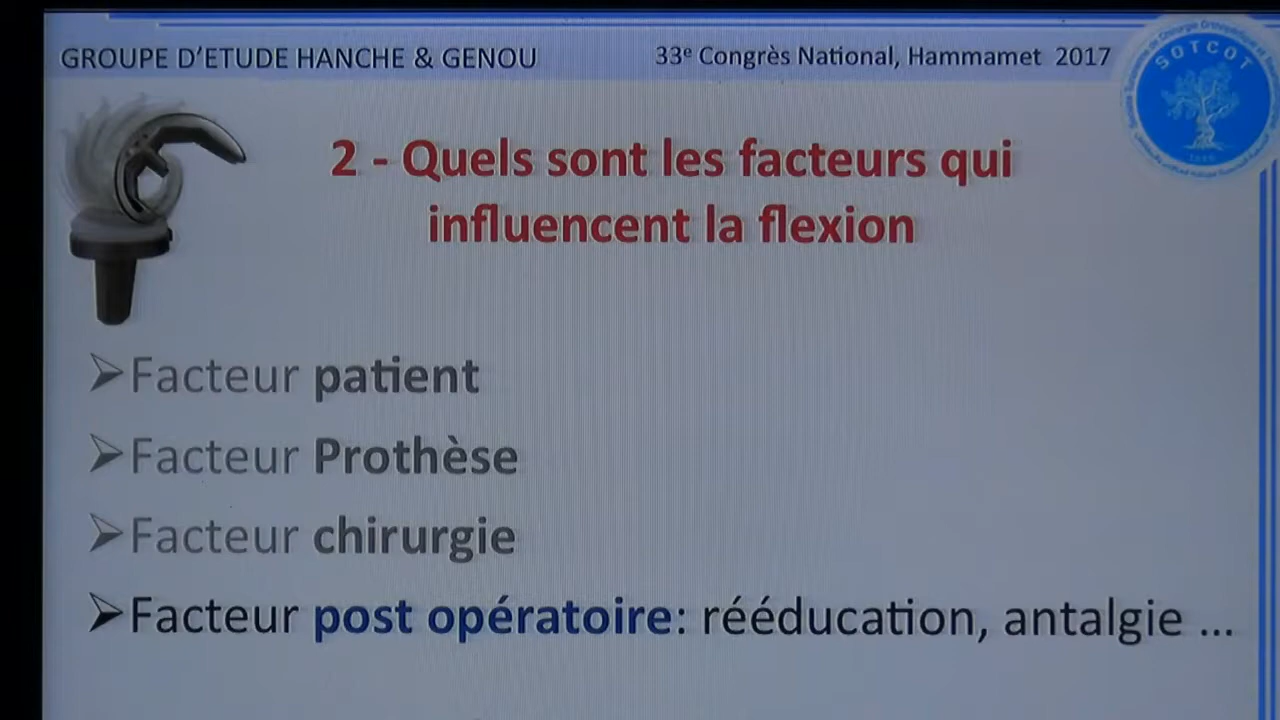 GROUPE D'ETUDE HANCHE & GENOU
33e Congrès National, Hammamet 2017
SOTCOT
2 - Quels sont les facteurs qui
influencent la flexion
➢Facteur patient
➢Facteur Prothèse
➢Facteur chirurgie
➢Facteur post opératoire: rééducation, antalgie ...